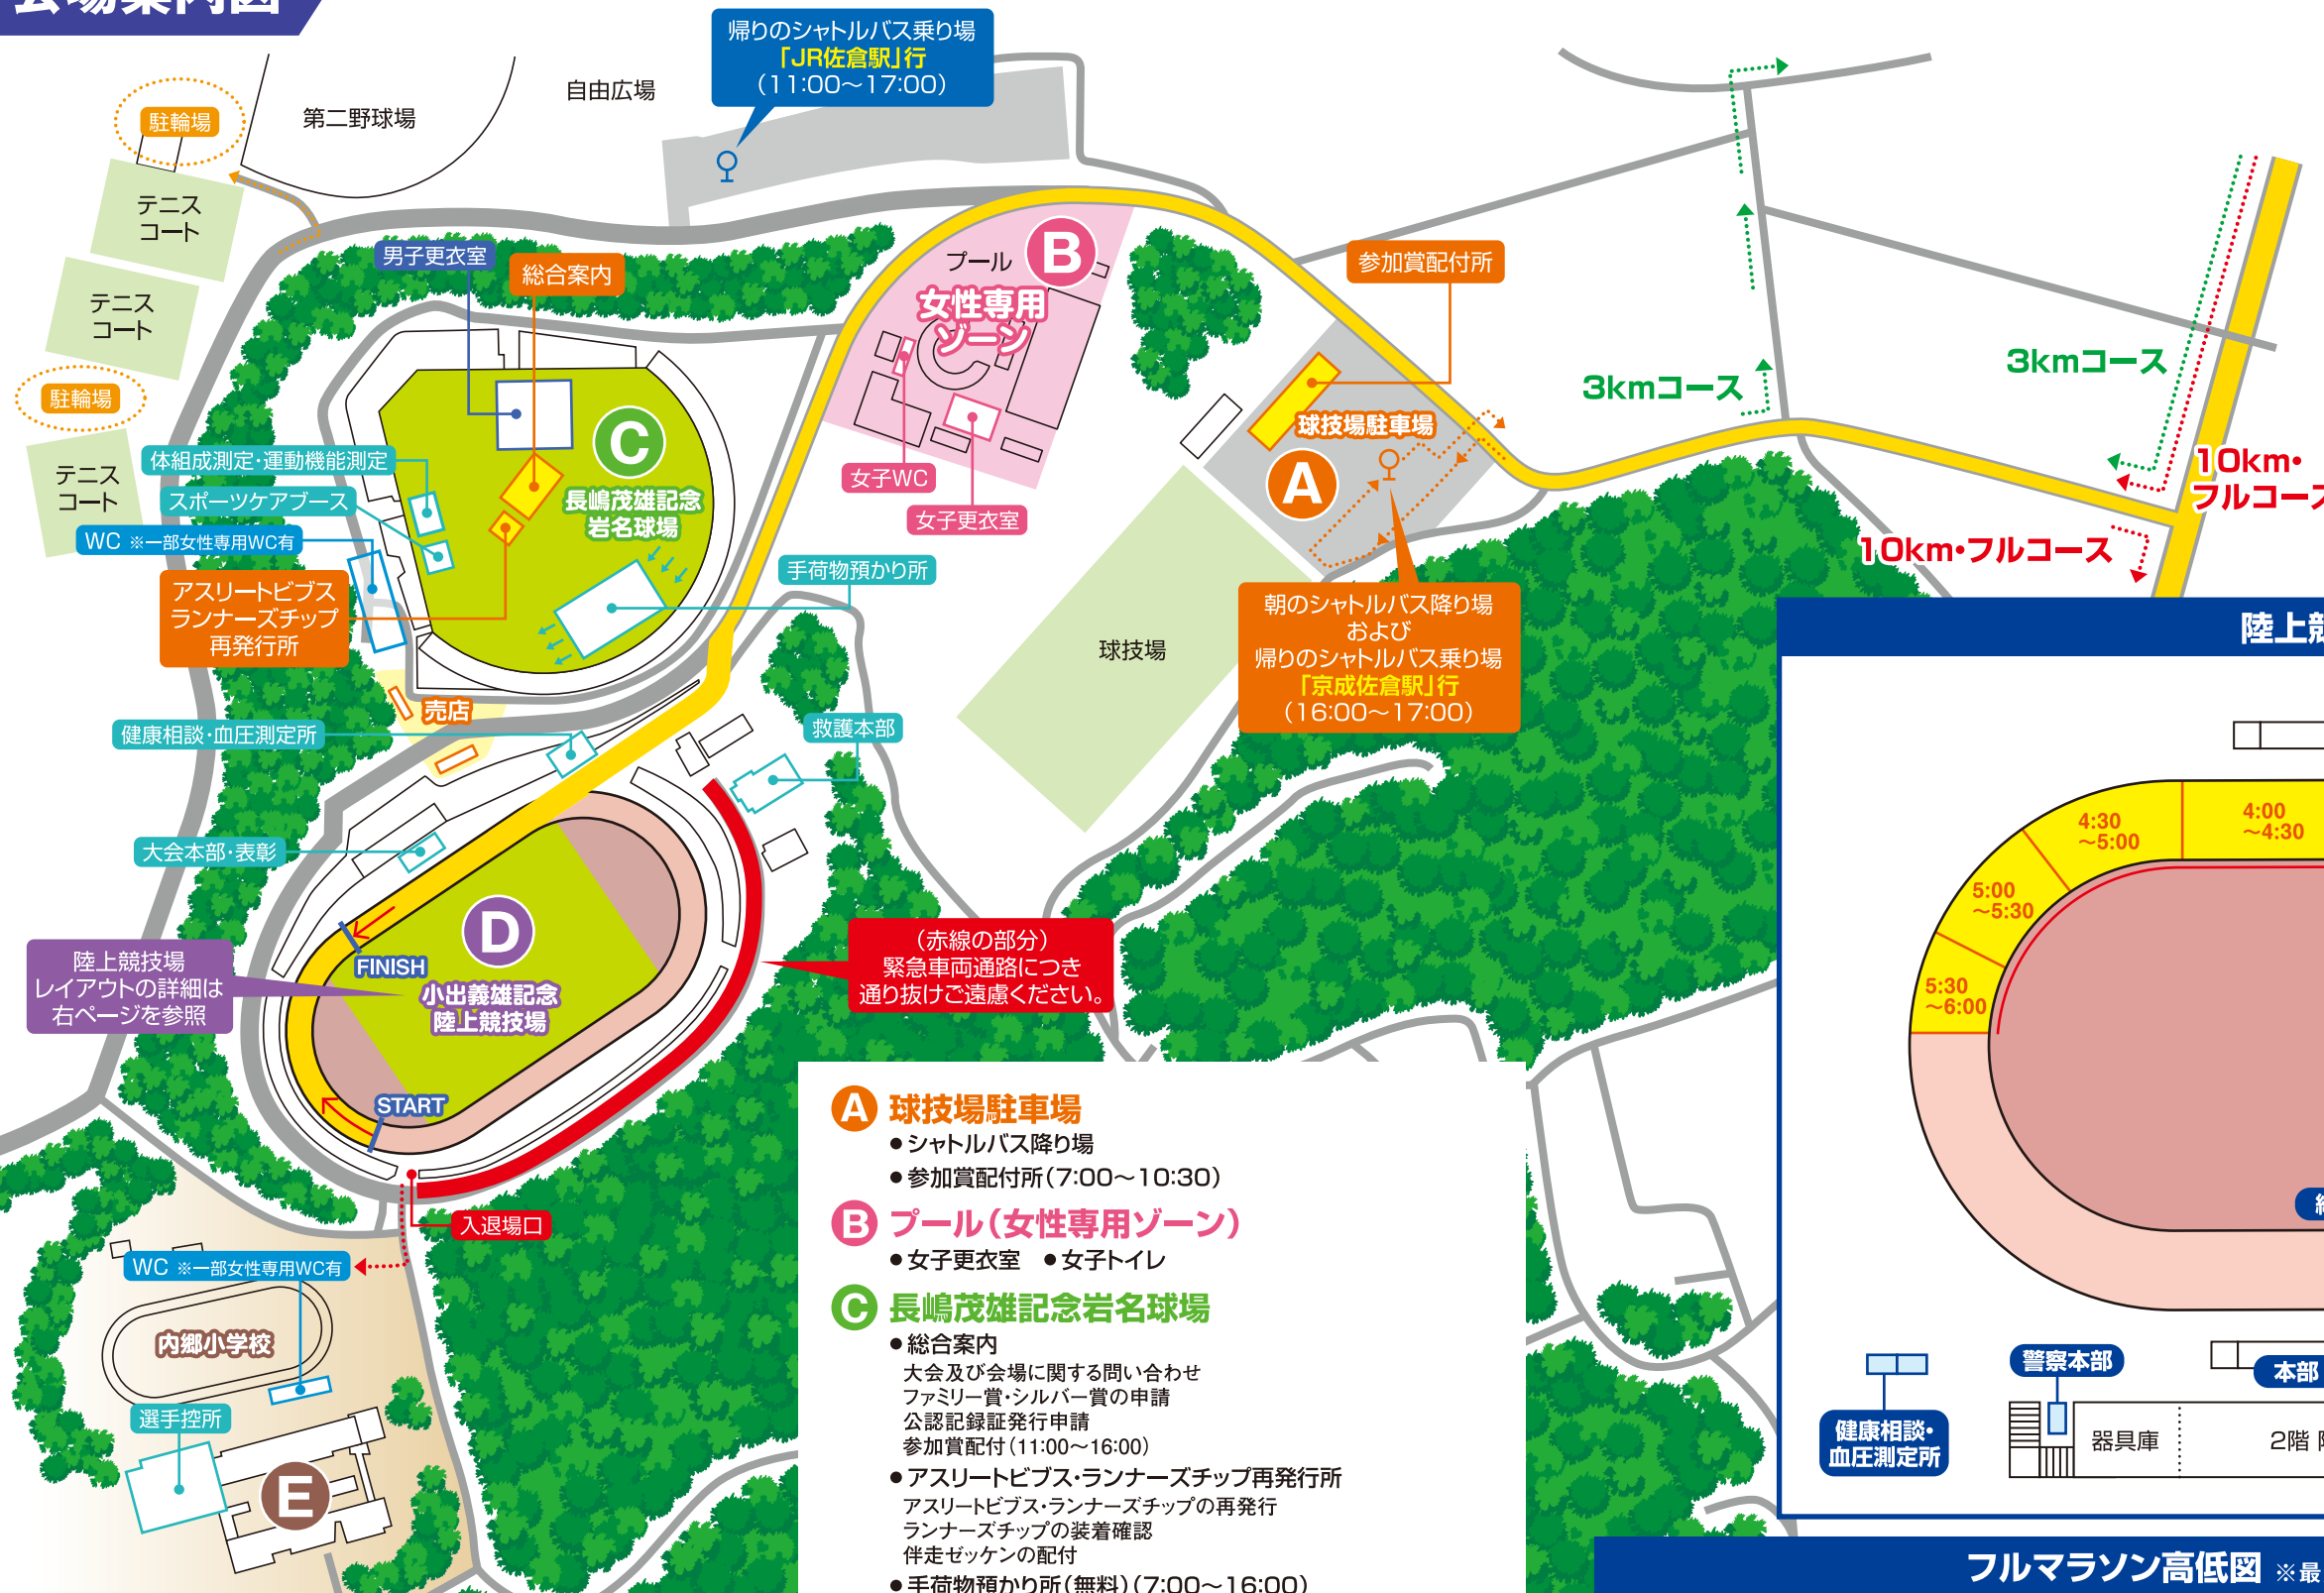 会場案内図
帰りのシャトルバス乗り場
「JR佐倉駅」行
（11:00～17:00）
自由広場
第二野球場
駐輪場
テニス
コート
テニス
コート
駐輪場
テニス
コート
男子更衣室
総合案内
プール
B
女性専用
ゾーン
参加賞配付所
3kmコース
3kmコース
10km・
10km・フルコース
球技場駐車場
A
C
長嶋茂雄記念
岩名球場
体組成測定・運動機能測定
スポーツケアブース
WC ※一部女性専用WC有
アスリートビブス
ランナーズチップ
再発行所
女子WC
女子更衣室
手荷物預かり所
朝のシャトルバス降り場
および
帰りのシャトルバス乗り場
「京成佐倉駅」行
（16:00～17:00）
球技場
売店
健康相談・血圧測定所
救護本部
大会本部・表彰
D
FINISH
小出義雄記念
陸上競技場
陸上競技場
レイアウトの詳細は
右ページを参照
START
（赤線の部分）
緊急車両通路につき
通り抜けご遠慮ください。
入退場口
WC ※一部女性専用WC有
内郷小学校
選手控所
E
A 球技場駐車場
●シャトルバス降り場
●参加賞配付所（7:00～10:30）
B プール（女性専用ゾーン）
●女子更衣室 ●女子トイレ
C 長嶋茂雄記念岩名球場
●総合案内
大会及び会場に関する問い合わせ
ファミリー賞・シルバー賞の申請
公認記録証発行申請
参加賞配付（11:00～16:00）
●アスリートビブス・ランナーズチップ再発行所
アスリートビブス・ランナーズチップの再発行
ランナーズチップの装着確認
伴走ゼッケンの配付
●手荷物預かり所（無料）（7:00～16:00）
陸上
4:00
～4:30
4:30
～5:00
5:00
～5:30
5:30
～6:00
警察本部
本部
健康相談・
血圧測定所
器具庫
2階
フルマラソン高低図 ※最